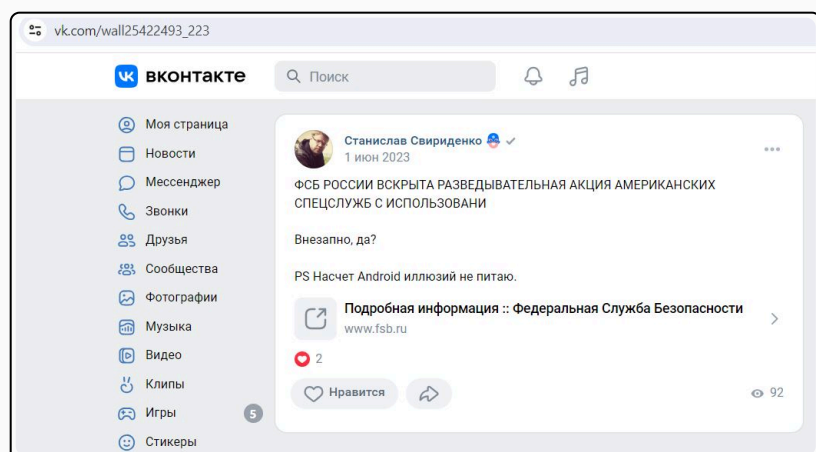 vk.com/wall25422493_223
вконтакте
Поиск
Моя страница
Новости
Мессенджер
Звонки
Друзья
Сообщества
Фотографии
Музыка
Видео
Клипы
Игры
5
Стикеры
Станислав Свириденко
1 июн 2023
ФСБ РОССИИ ВСКРЫТА РАЗВЕДЫВАТЕЛЬНАЯ АКЦИЯ АМЕРИКАНСКИХ
СПЕЦСЛУЖБ С ИСПОЛЬЗОВАНИ
Внезапно, да?
PS Насчет Android иллюзий не питаю.
Подробная информация :: Федеральная Служба Безопасности
www.fsb.ru
2
Нравится
92